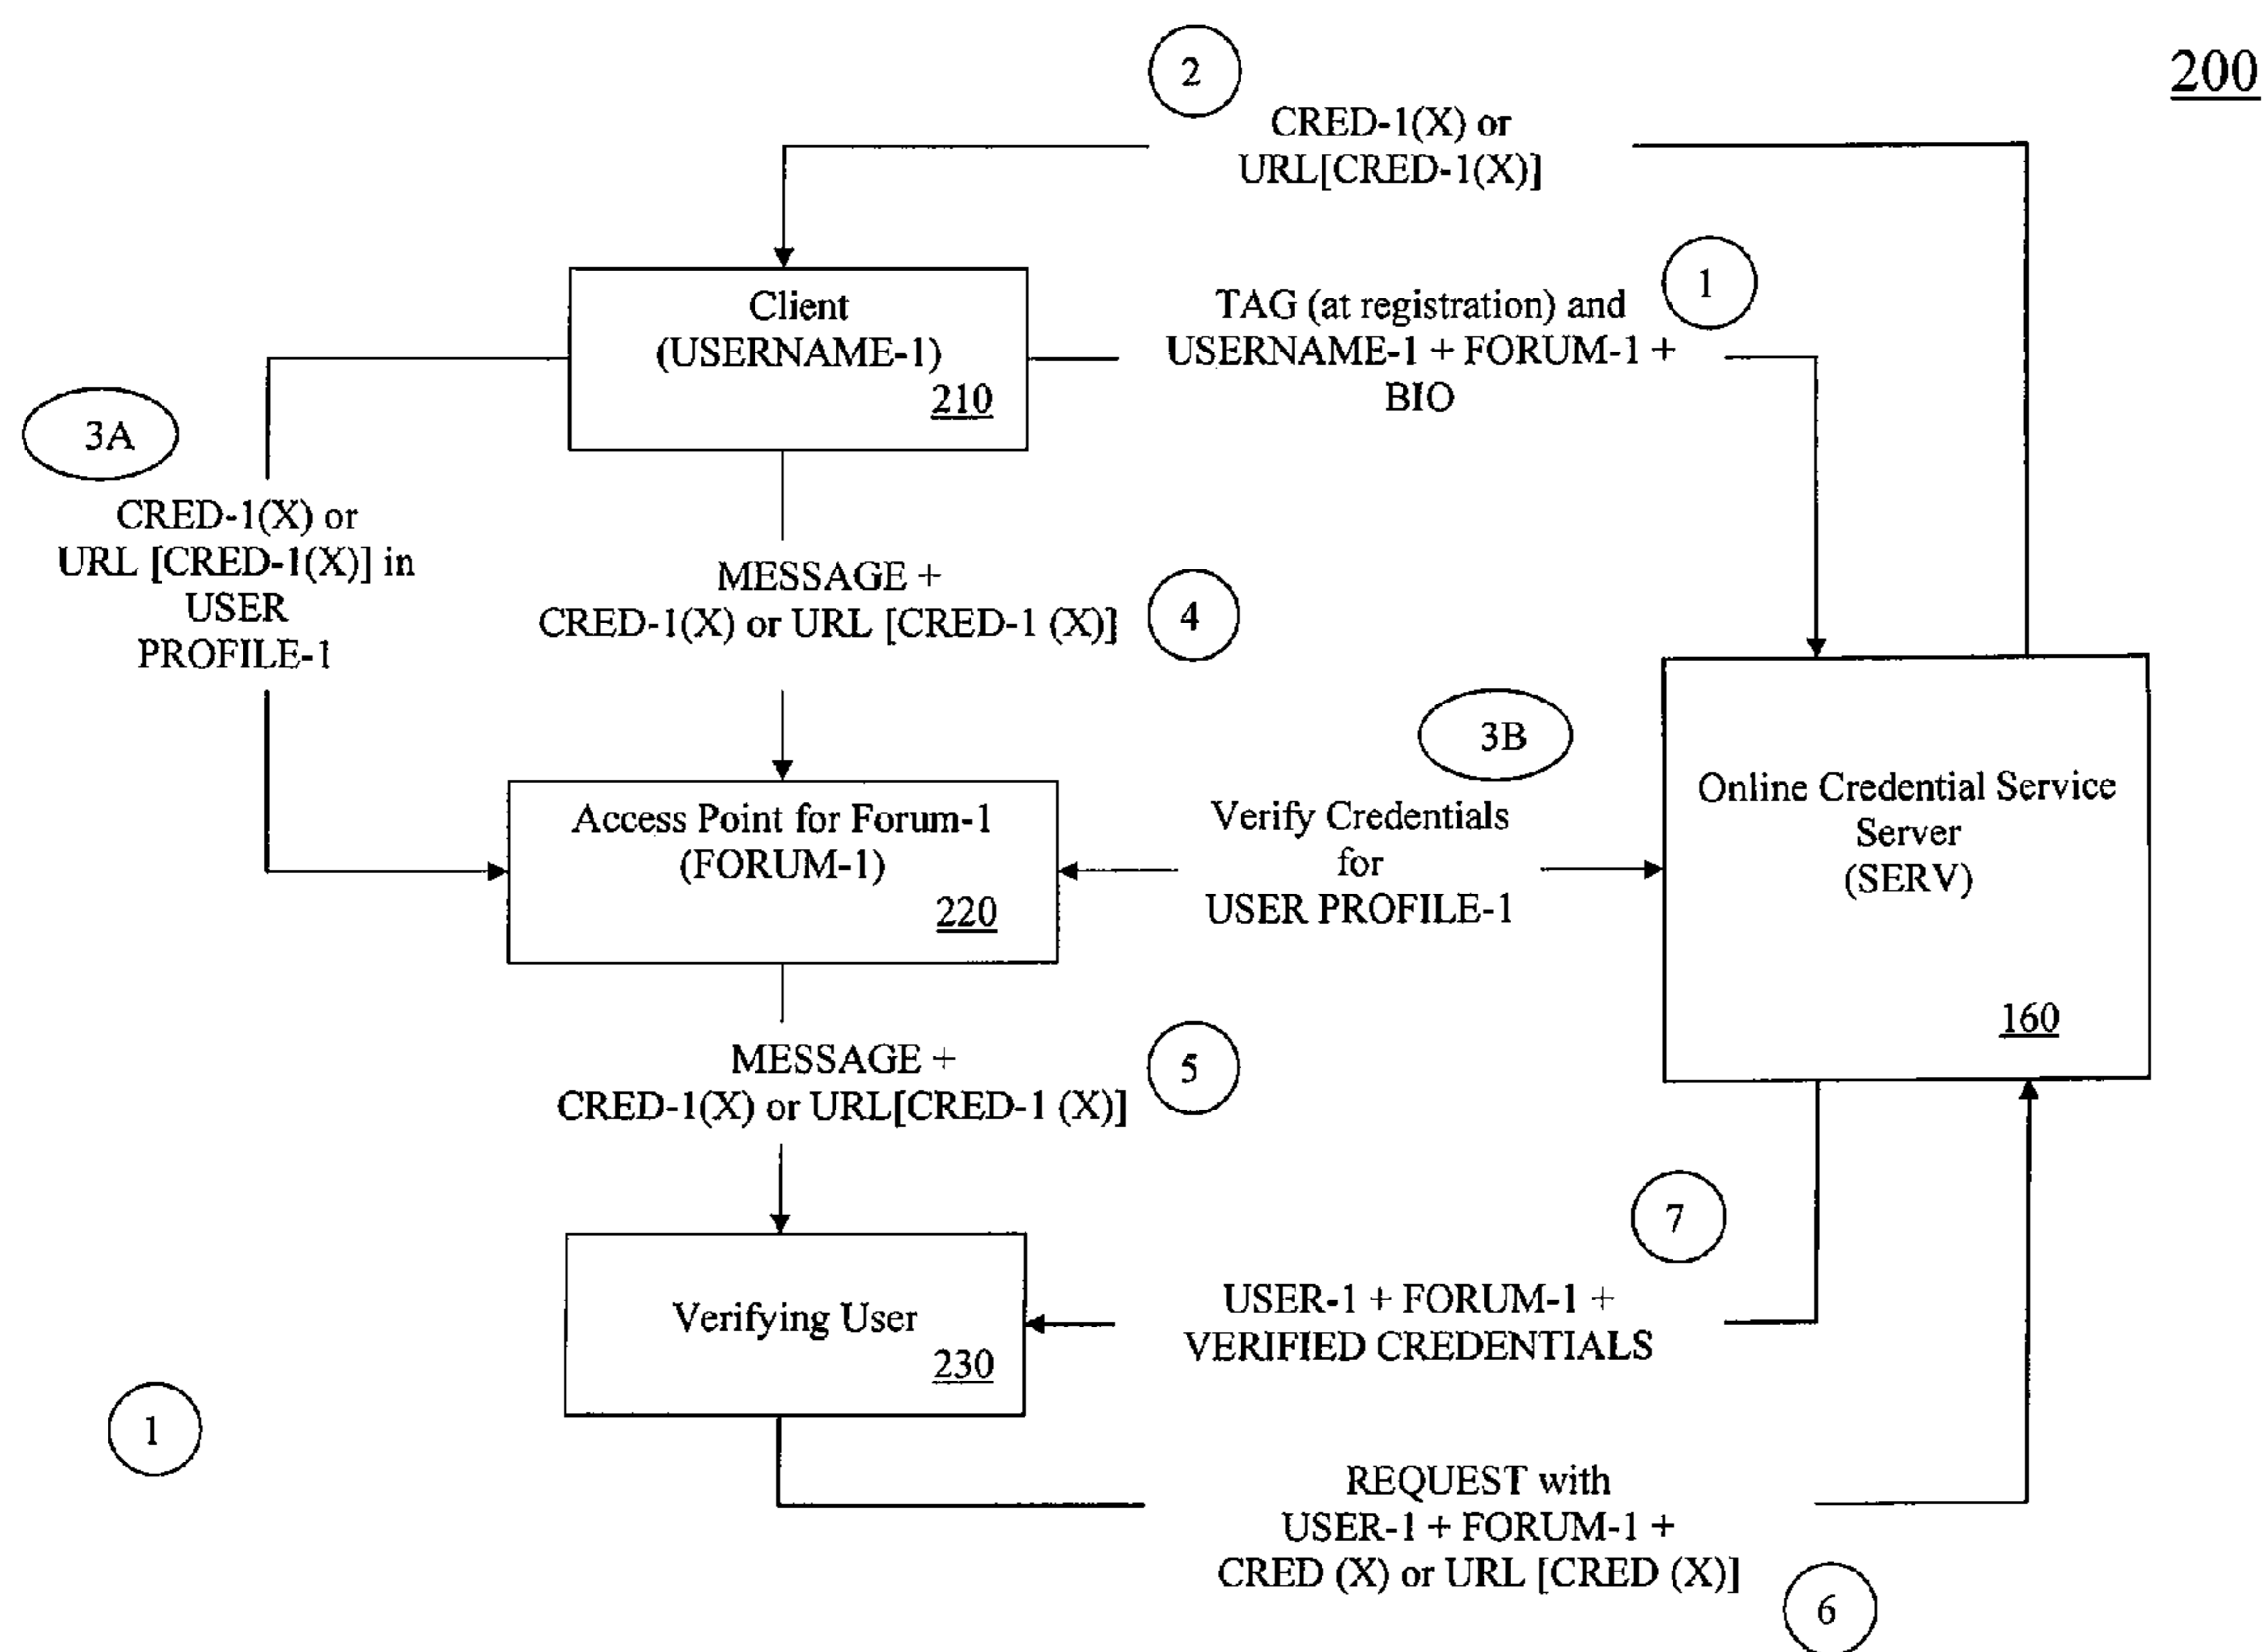 200
2
CRED-1(X) or
URL[CRED-1(X)]
1
TAG (at registration) and
USERNAME-1 + FORUM-1 +
BIO
Client
(USERNAME-1)
210
3A
CRED-1(X) or
URL [CRED-1(X)] in
USER
PROFILE-1
MESSAGE +
CRED-1(X) or URL [CRED-1 (X)]
4
3B
Verify Credentials
for
USER PROFILE-1
Access Point for Forum-1
(FORUM-1)
220
Online Credential Service
Server
(SERV)
160
MESSAGE +
CRED-1(X) or URL[CRED-1 (X)]
5
7
USER-1 + FORUM-1 +
VERIFIED CREDENTIALS
Verifying User
230
1
REQUEST with
USER-1 + FORUM-1 +
CRED (X) or URL [CRED (X)]
6